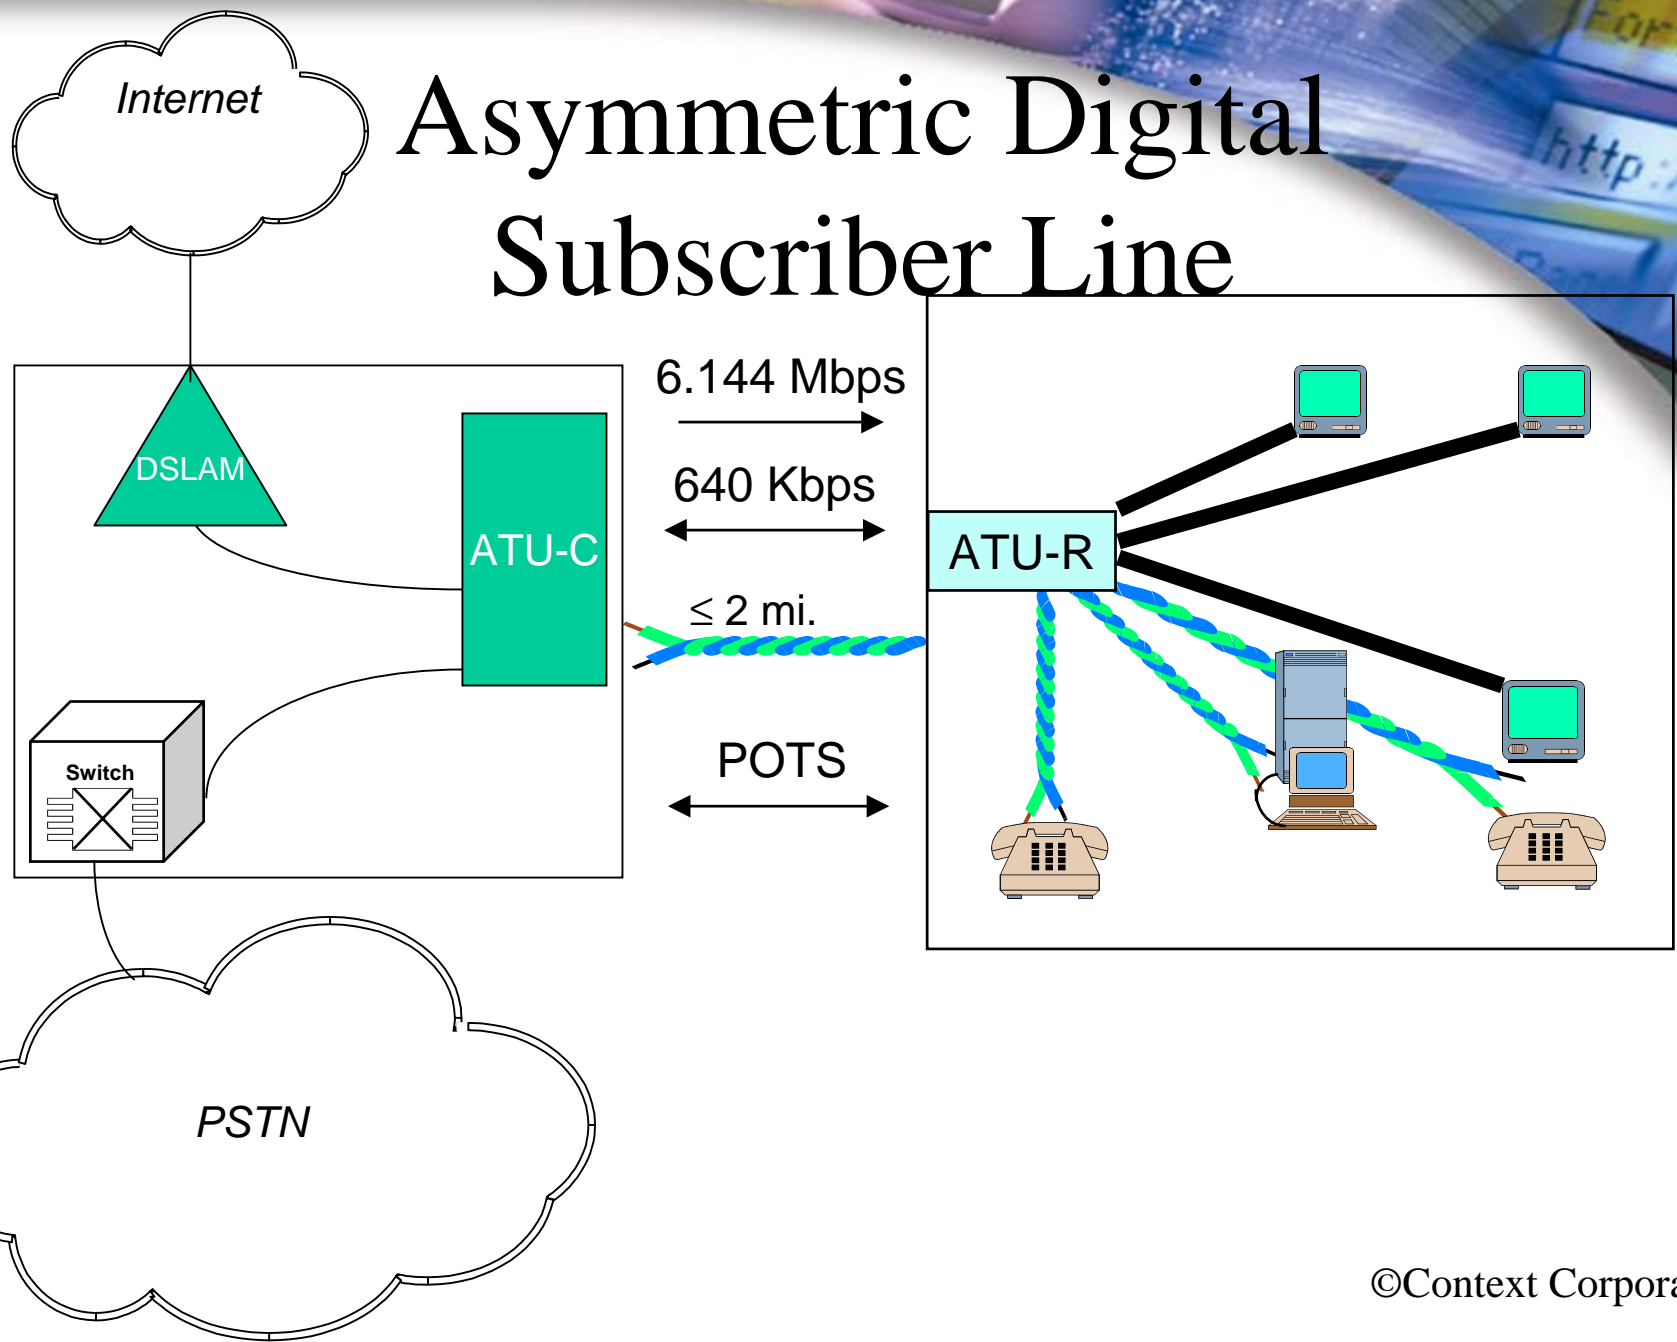 Internet
Asymmetric Digital
Subscriber Line
http:
6.144 Mbps
DSLAM
640 Kbps
ATU-C
ATU-R
≤ 2 mi.
POTS
Switch
PSTN
©Context Corpora